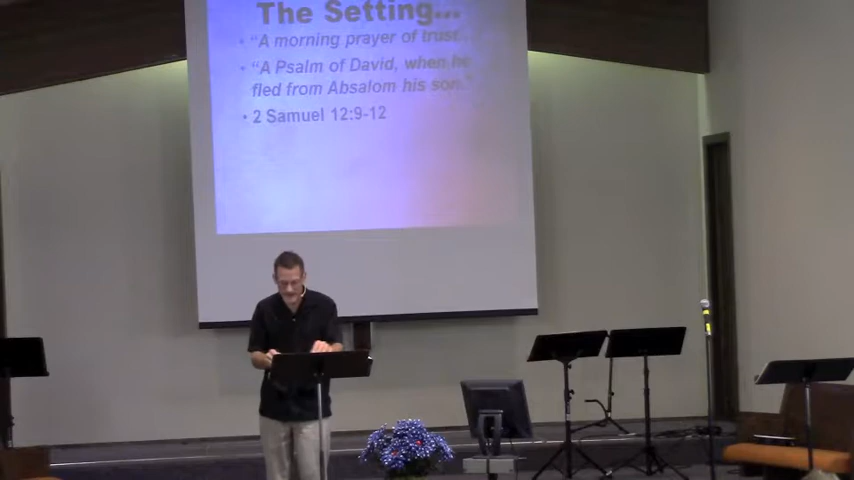 The Setting...
• "A morning prayer of trust."
• "A Psalm of David, when he
fled from Absalom his son."
• 2 Samuel 12:9-12